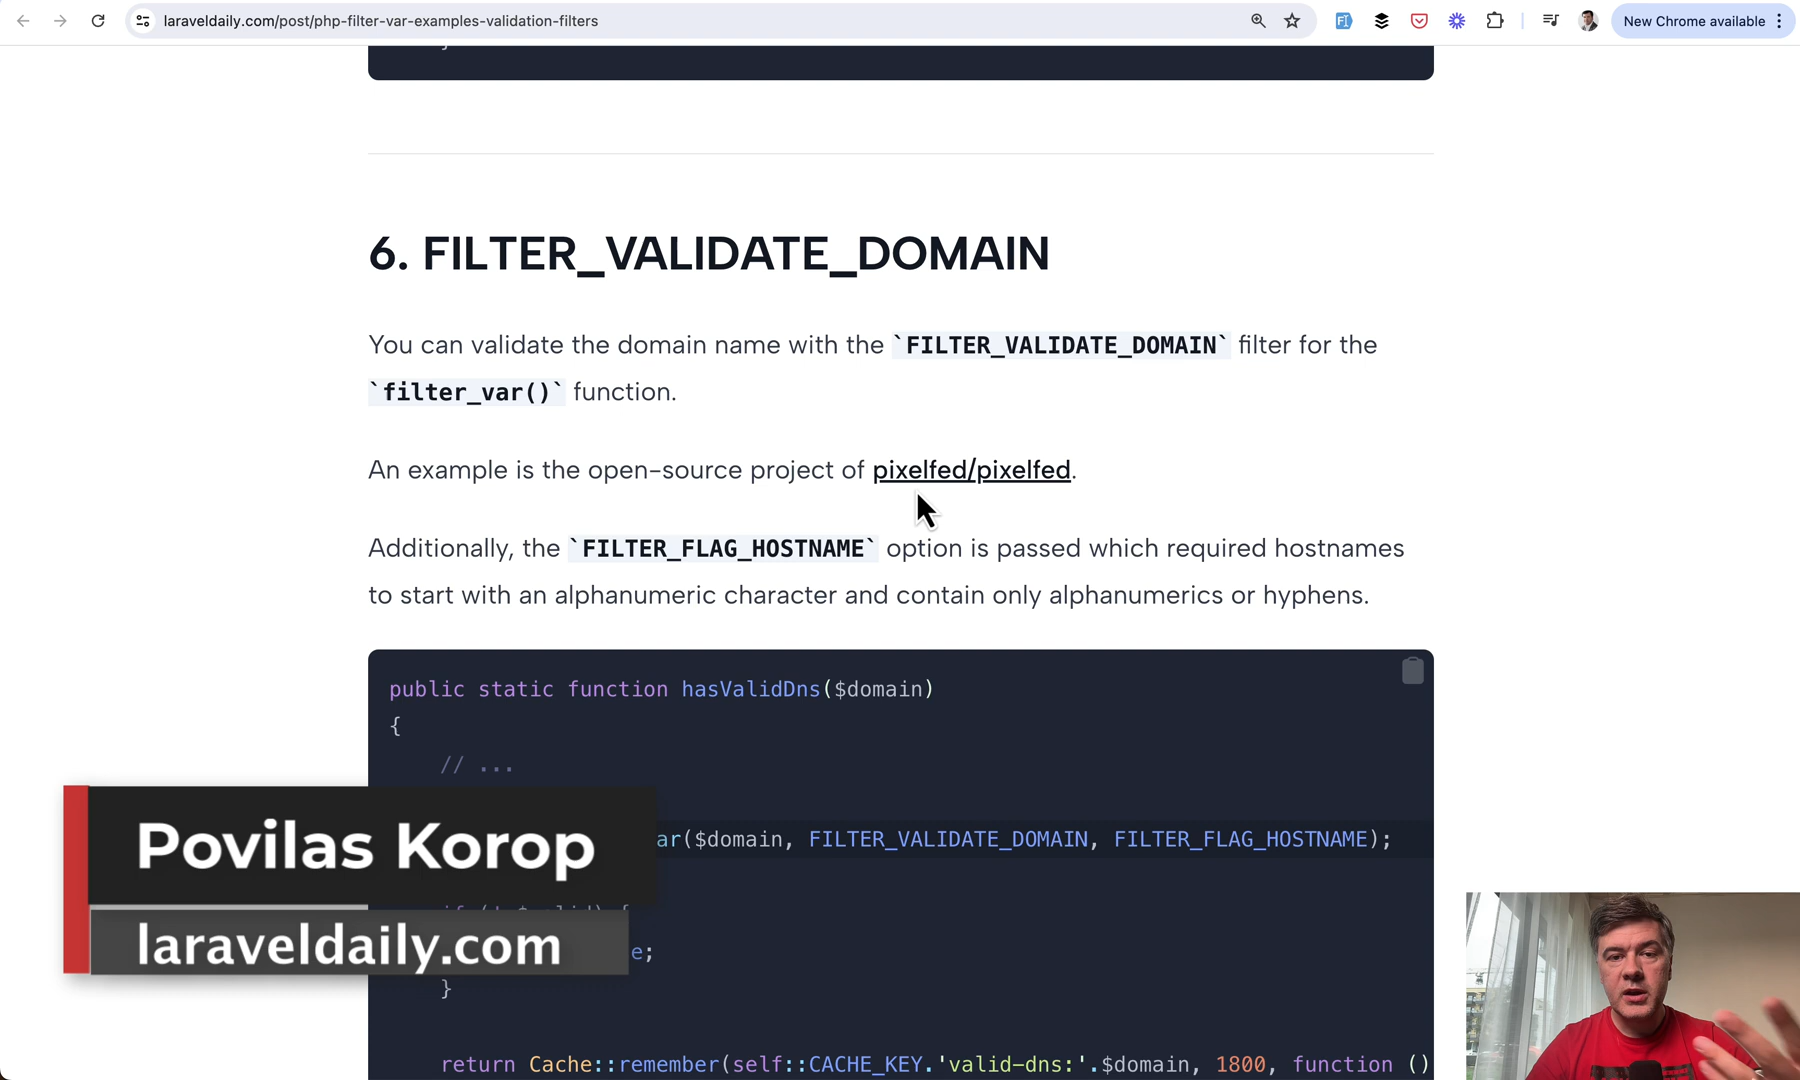 laraveldaily.com/post/php-filter-var-examples-validation-filters
New Chrome available
}
6. FILTER_VALIDATE_DOMAIN
You can validate the domain name with the `FILTER_VALIDATE_DOMAIN` filter for the
`filter_var()` function.
An example is the open-source project of pixelfed/pixelfed.
Additionally, the `FILTER_FLAG_HOSTNAME` option is passed which required hostnames
to start with an alphanumeric character and contain only alphanumerics or hyphens.
public static function hasValidDns($domain)
{
// ...
ar($domain, FILTER_VALIDATE_DOMAIN, FILTER_FLAG_HOSTNAME);
Povilas Korop
laraveldaily.com
e;
}
return Cache::remember(self::CACHE_KEY.'valid-dns:'.$domain, 1800, function ()